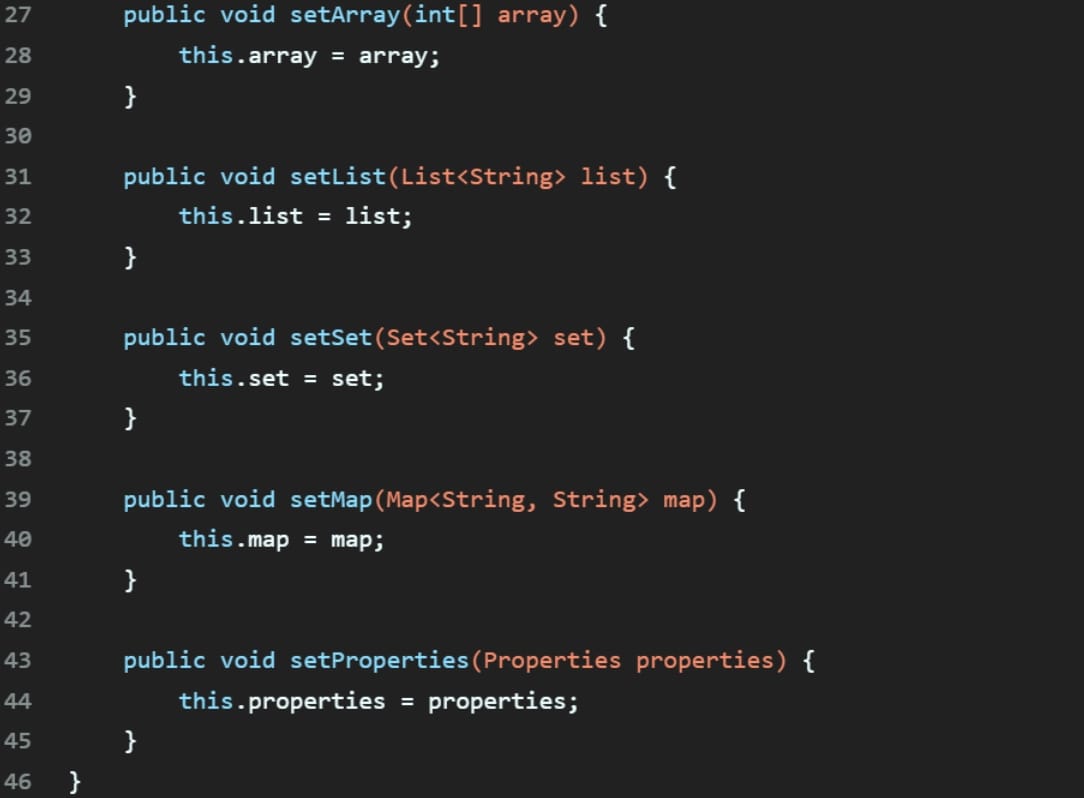 27 public void setArray(int[] array) {
28 this.array = array;
29 }
30
31 public void setList(List<String> list) {
32 this.list = list;
33 }
34
35 public void setSet(Set<String> set) {
36 this.set = set;
37 }
38
39 public void setMap(Map<String, String> map) {
40 this.map = map;
41 }
42
43 public void setProperties(Properties properties) {
44 this.properties = properties;
45 }
46 }